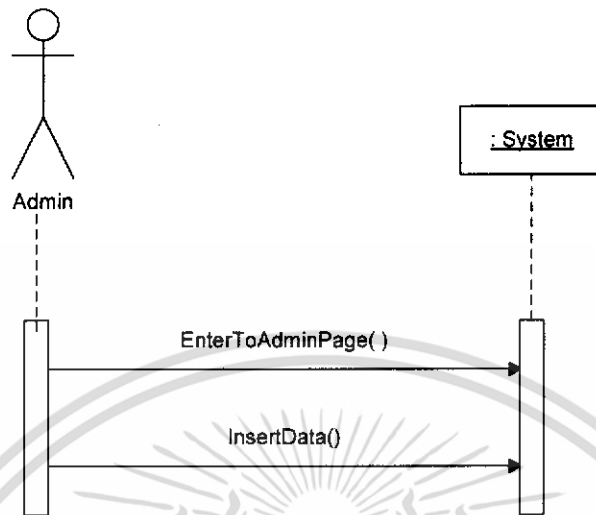 : System
Admin
EnterToAdminPage( )
InsertData()